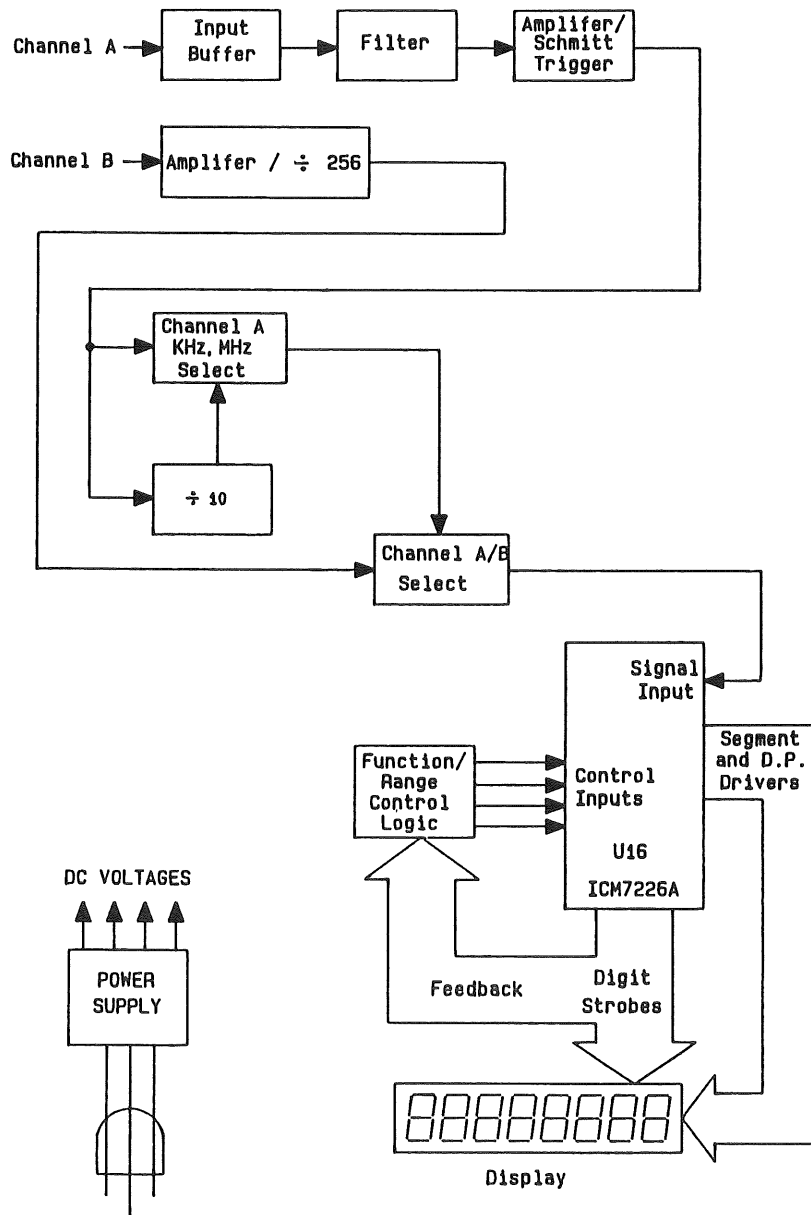 Channel A
Input
Buffer
Filter
Amplifer/
Schmitt
Trigger
Channel B
Amplifer / ÷ 256
Channel A
KHz, MHz
Select
÷ 10
Channel A/B
Select
Signal
Input
Segment
and D.P.
Drivers
Function/
Range
Control
Logic
Control
Inputs
U16
ICM7226A
DC VOLTAGES
POWER
SUPPLY
Feedback
Digit
Strobes
88888888
Display